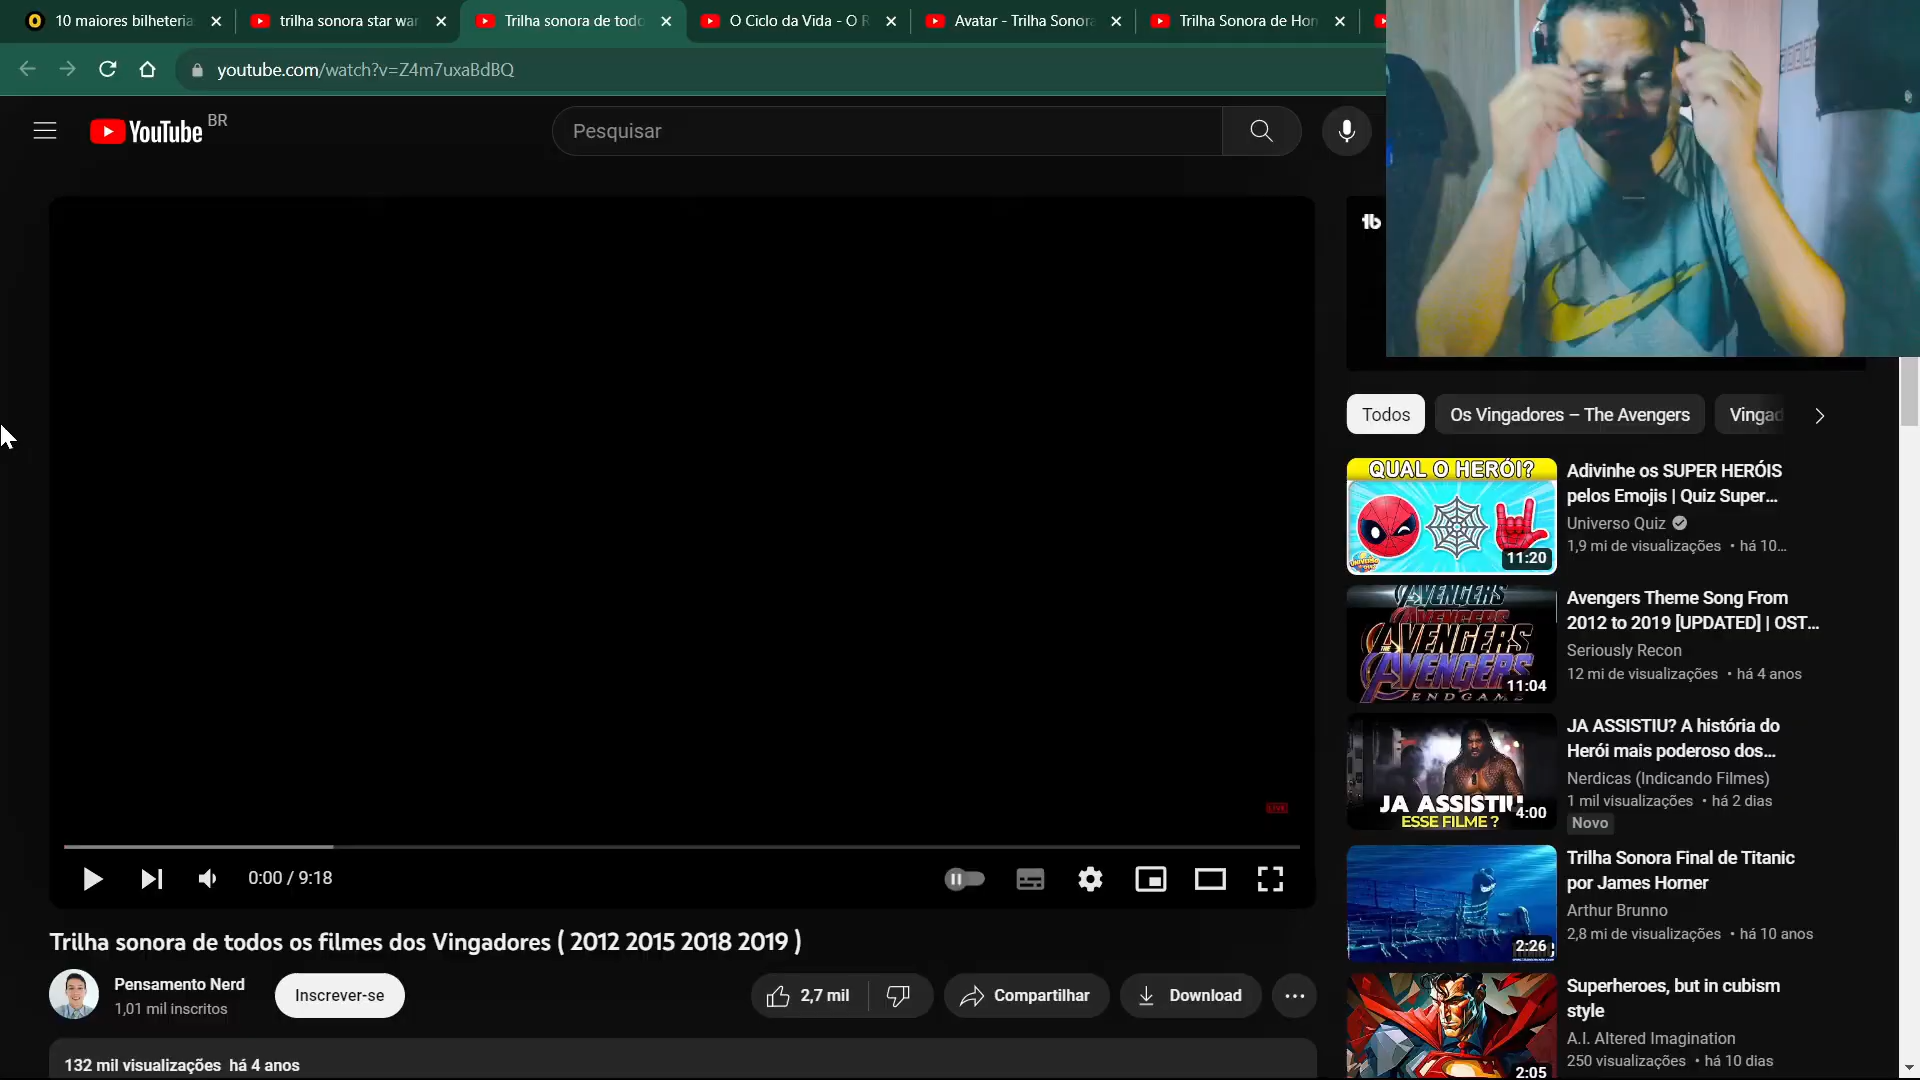 10 maiores bilheteria
trilha sonora star war
Trilha sonora de todo
O Ciclo da Vida - O R
Avatar - Trilha Sonora
Trilha Sonora de Hom
youtube.com/watch?v=Z4m7uxaBdBQ
YouTube BR
Pesquisar
Todos
Os Vingadores – The Avengers
Vingad
QUAL O HERÓI?
11:20
Adivinhe os SUPER HERÓIS
pelos Emojis | Quiz Super...
Universo Quiz
1,9 mi de visualizações • há 10...
AVENGERS
AVENGERS
AVENGERS
AVENGERS
ENDGAME
11:04
Avengers Theme Song From
2012 to 2019 [UPDATED] | OST...
Seriously Recon
12 mi de visualizações • há 4 anos
JA ASSISTIU
ESSE FILME ?
4:00
JA ASSISTIU? A história do
Herói mais poderoso dos...
Nerdicas (Indicando Filmes)
1 mil visualizações • há 2 dias
Novo
2:26
Trilha Sonora Final de Titanic
por James Horner
Arthur Brunno
2,8 mi de visualizações • há 10 anos
2:05
Superheroes, but in cubism
style
A.I. Altered Imagination
250 visualizações • há 10 dias
LIVE
0:00 / 9:18
Trilha sonora de todos os filmes dos Vingadores ( 2012 2015 2018 2019 )
Pensamento Nerd
1,01 mil inscritos
Inscrever-se
2,7 mil
Compartilhar
Download
132 mil visualizações há 4 anos